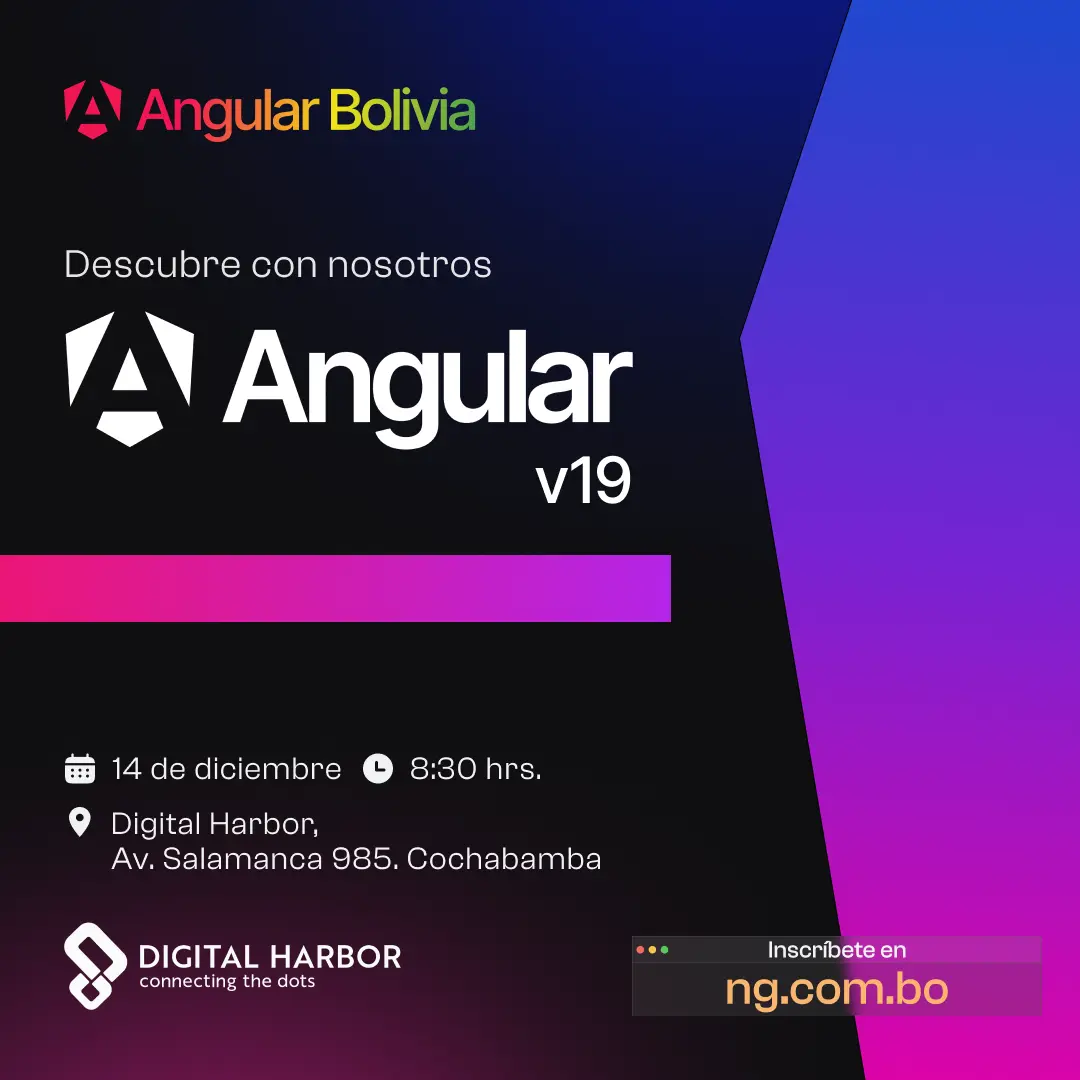 Angular Bolivia
Descubre con nosotros
Angular
v19
14 de diciembre 8:30 hrs.
Digital Harbor,
Av. Salamanca 985. Cochabamba
DIGITAL HARBOR
connecting the dots
Inscríbete en
ng.com.bo